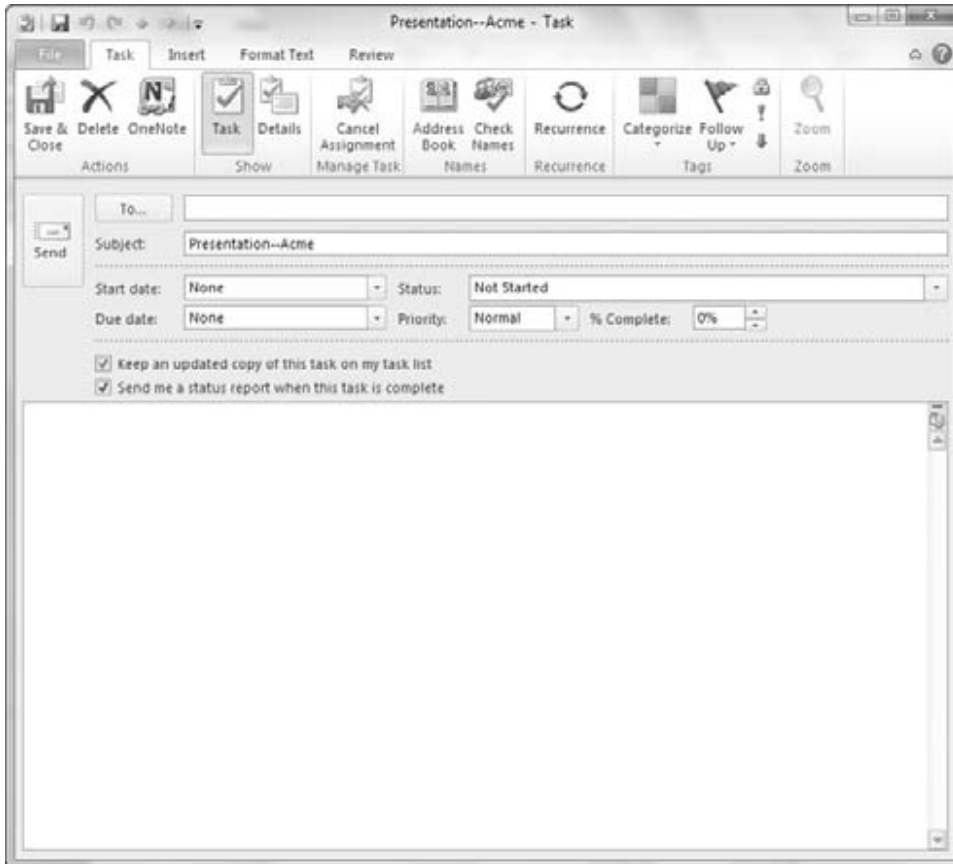 Presentation--Acme - Task
File Task Insert Format Text Review
Save & Close Delete OneNote Task Details Cancel Assignment Address Book Check Names Recurrence Categorize Follow Up Zoom
Actions Show Manage Task Names Recurrence Tags Zoom
To...
Send
Subject: Presentation--Acme
Start date: None Status: Not Started
Due date: None Priority: Normal % Complete: 0%
Keep an updated copy of this task on my task list
Send me a status report when this task is complete